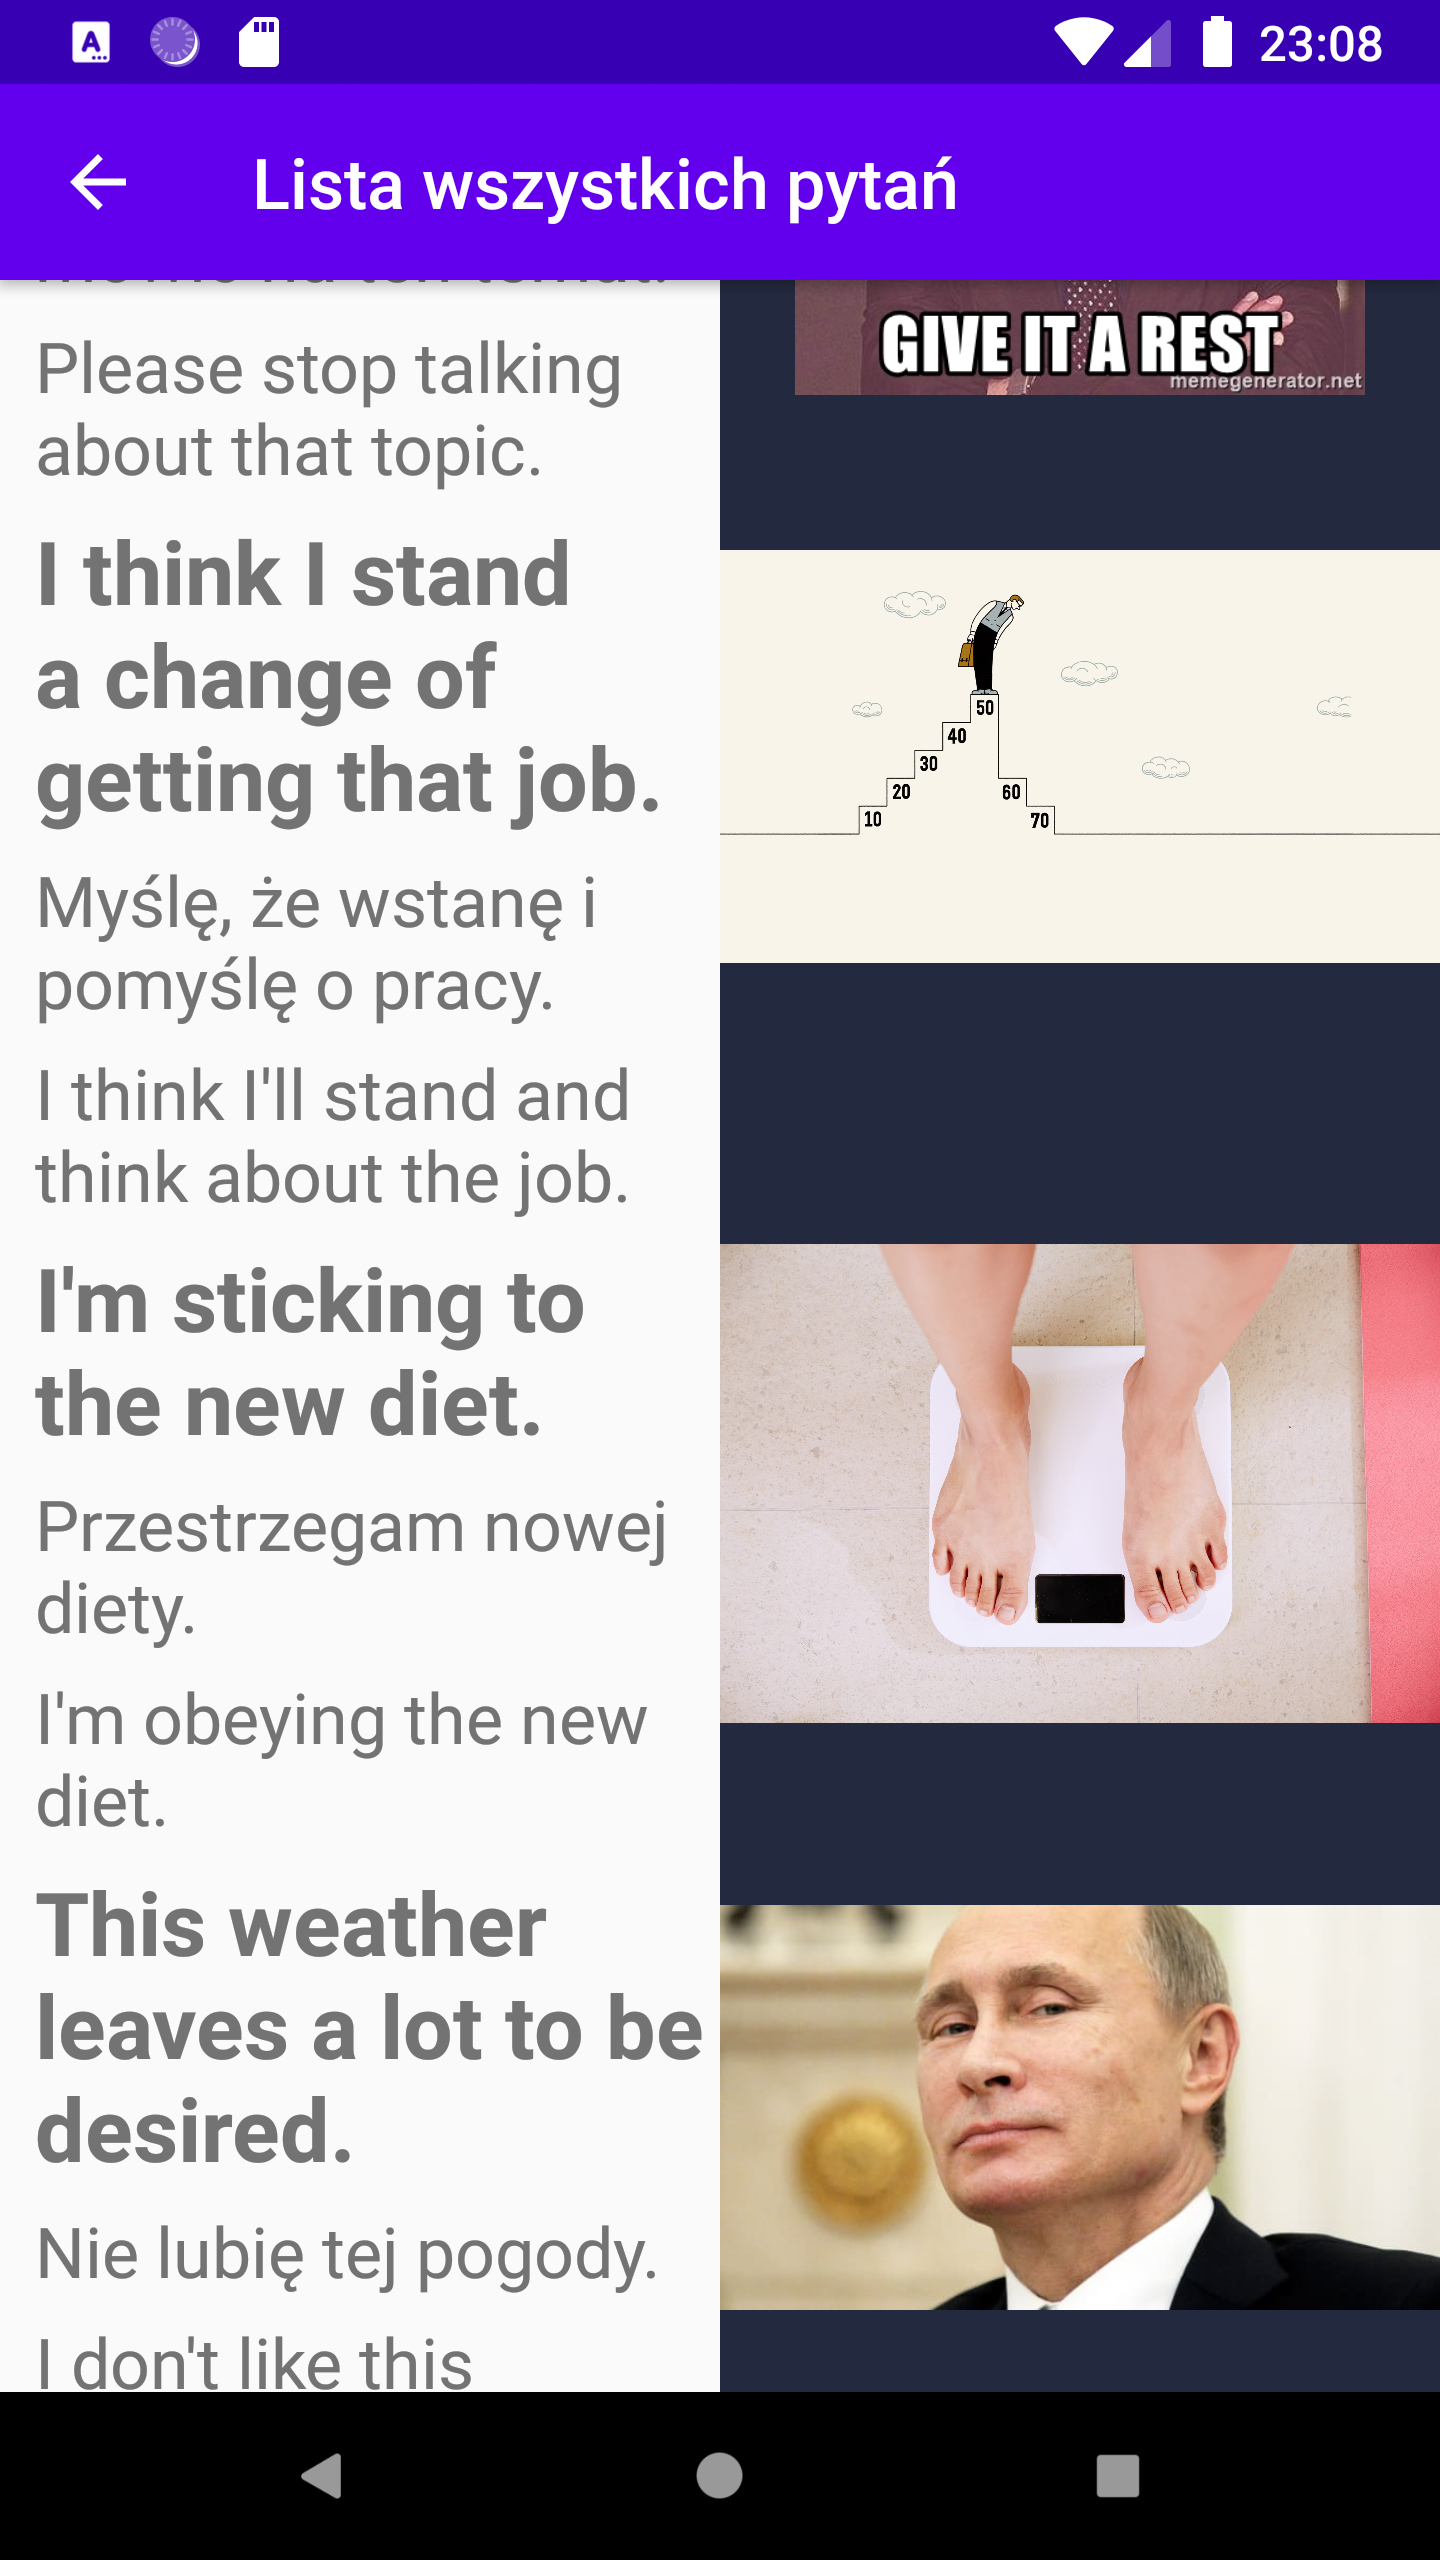 23:08
Lista wszystkich pytań
Please stop talking
about that topic.
GIVE IT A REST
memegenerator.net
I think I stand
a change of
getting that job.
Myślę, że wstanę i
pomyślę o pracy.
I think I'll stand and
think about the job.
50
40
30
20
60
10
70
I'm sticking to
the new diet.
Przestrzegam nowej
diety.
I'm obeying the new
diet.
This weather
leaves a lot to be
desired.
Nie lubię tej pogody.
I don't like this